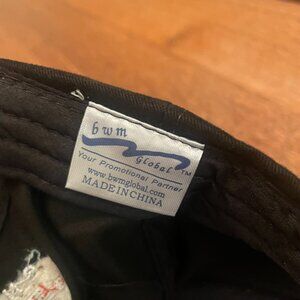 bwm
Global™
Your Promotional Partner
www.bwmglobal.com
MADE IN CHINA